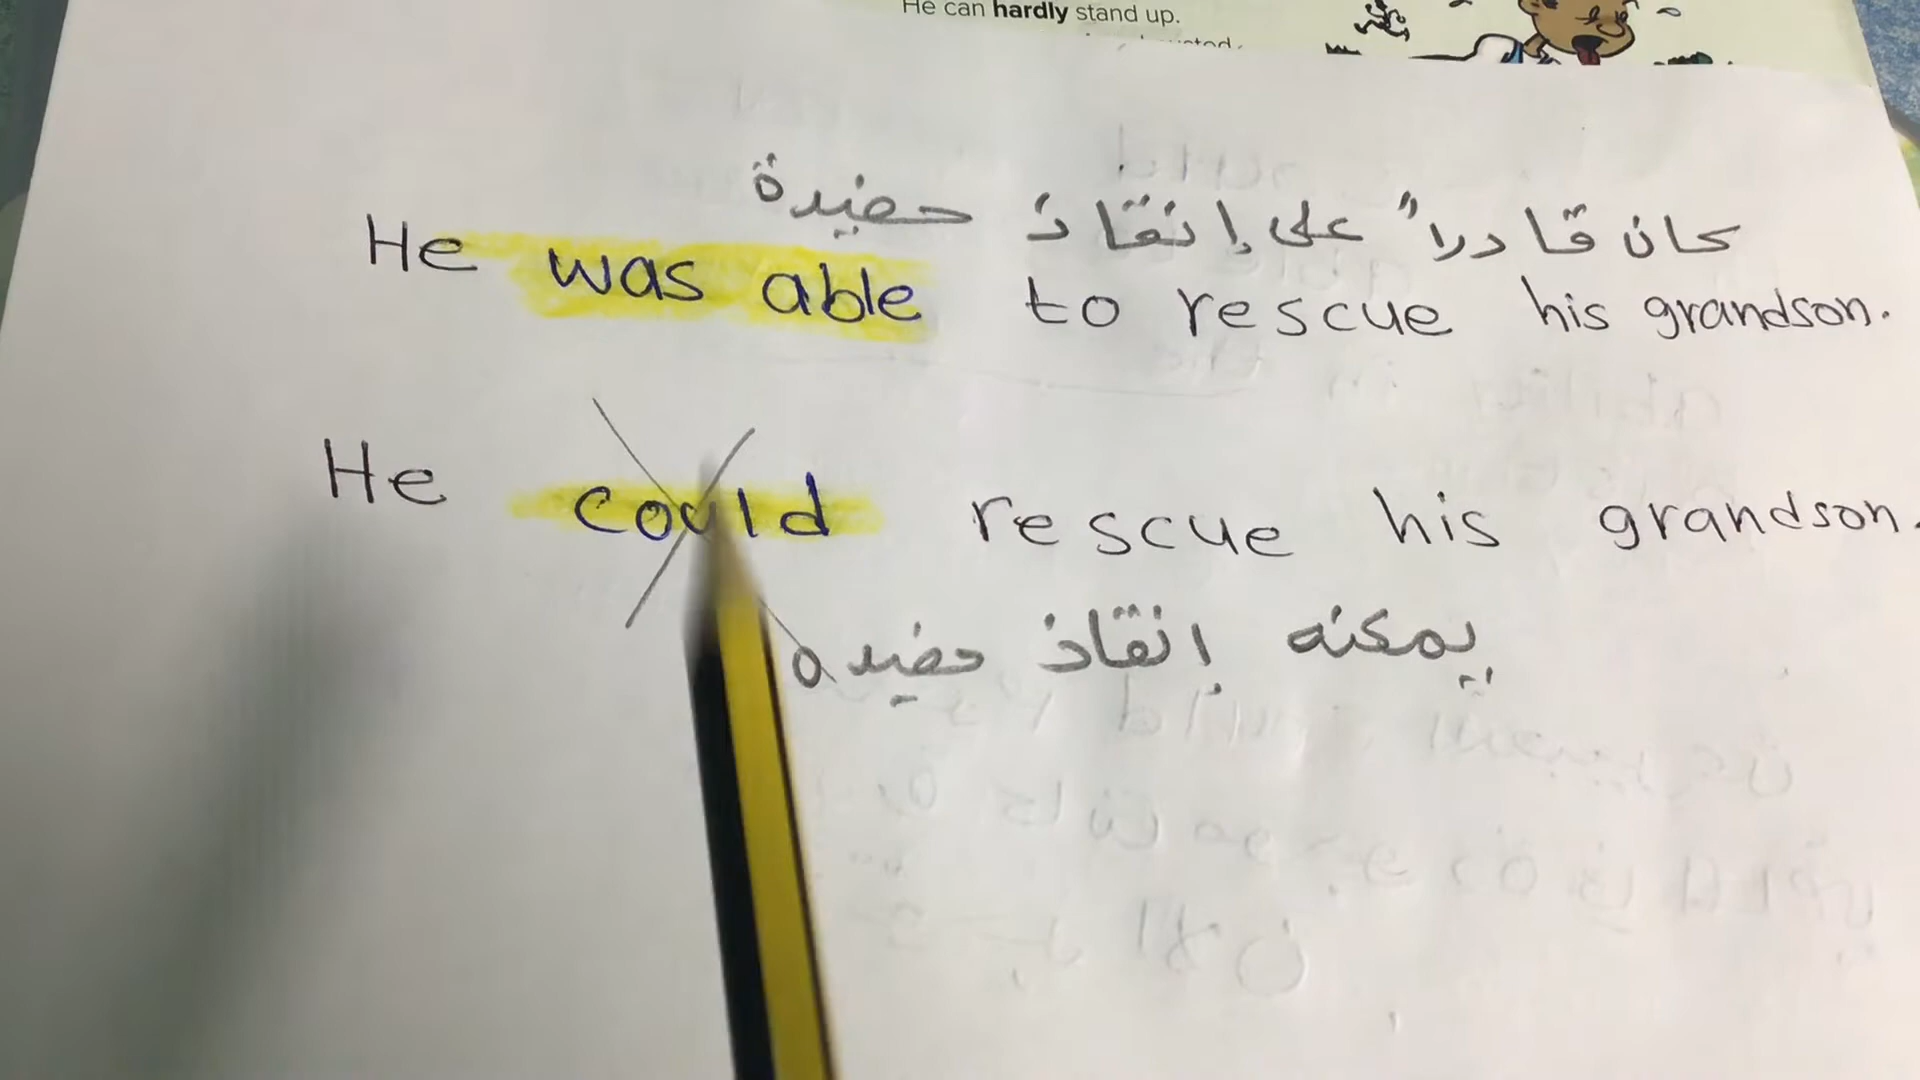 He can hardly stand up.
كان قادراً على إنقاذ حفيدة
He was able to rescue his grandson.
He could rescue his grandson.
يمكنه إنقاذ حفيده